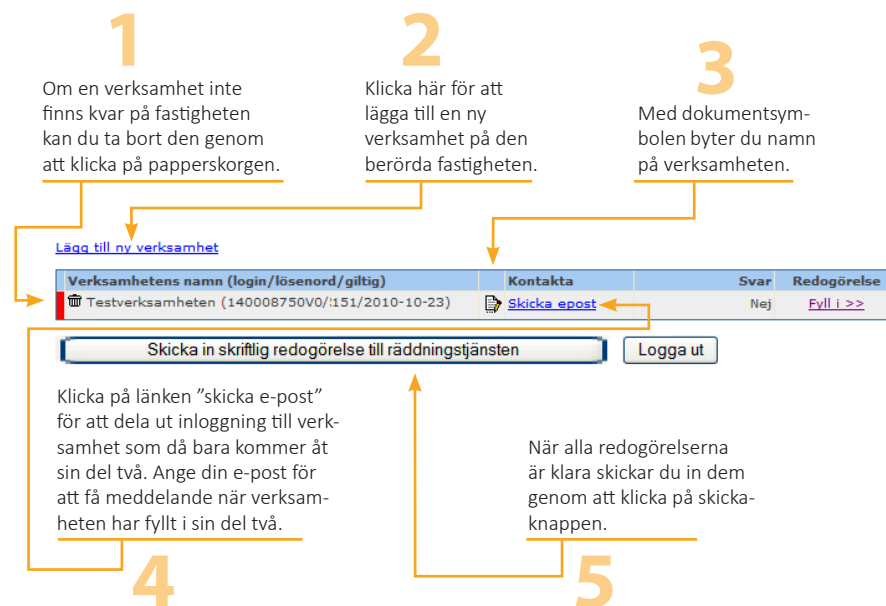 1
Om en verksamhet inte
finns kvar på fastigheten
kan du ta bort den genom
att klicka på papperskorgen.
2
Klicka här för att
lägga till en ny
verksamhet på den
berörda fastigheten.
3
Med dokumentsym-
bolen byter du namn
på verksamheten.
Lägg till ny verksamhet
Verksamhetens namn (login/lösenord/giltig) Kontakta Svar Redogörelse
Testverksamheten (140008750V0/:151/2010-10-23) Skicka epost Nej Fyll i >>
Skicka in skriftlig redogörelse till räddningstjänsten Logga ut
Klicka på länken ”skicka e-post”
för att dela ut inloggning till verk-
samhet som då bara kommer åt
sin del två. Ange din e-post för
att få meddelande när verksam-
heten har fyllt i sin del två.
4
När alla redogörelserna
är klara skickar du in dem
genom att klicka på skicka-
knappen.
5